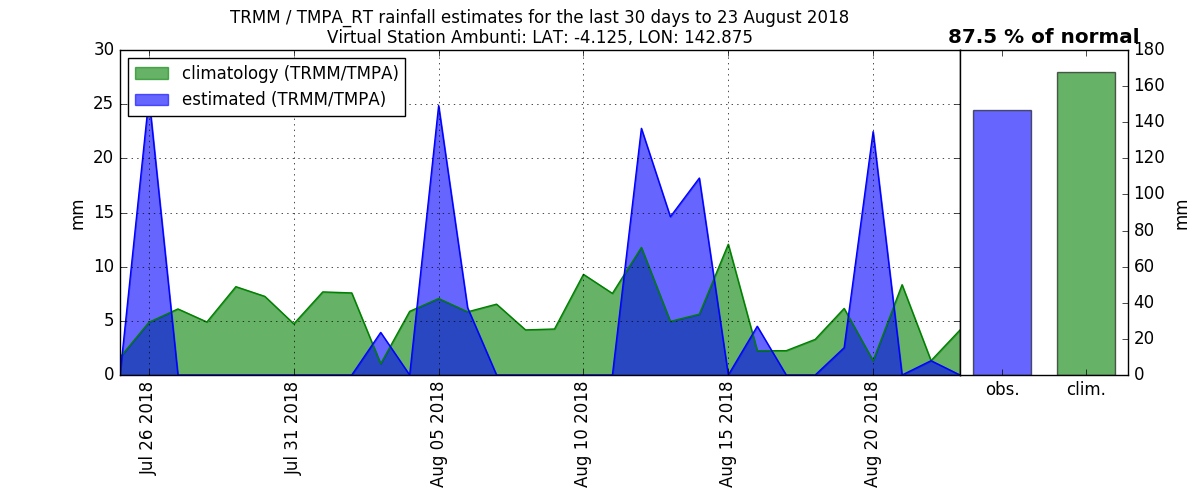 TRMM / TMPA_RT rainfall estimates for the last 30 days to 23 August 2018
Virtual Station Ambunti: LAT: -4.125, LON: 142.875
87.5 % of normal
climatology (TRMM/TMPA)
estimated (TRMM/TMPA)
30
25
20
15
10
5
0
mm
Jul 26 2018
Jul 31 2018
Aug 05 2018
Aug 10 2018
Aug 15 2018
Aug 20 2018
180
160
140
120
100
80
60
40
20
0
mm
obs.
clim.